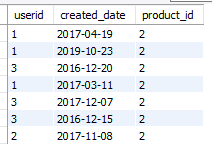 userid created_date product_id
1 2017-04-19 2
1 2019-10-23 2
3 2016-12-20 2
1 2017-03-11 2
3 2017-12-07 2
3 2016-12-15 2
2 2017-11-08 2